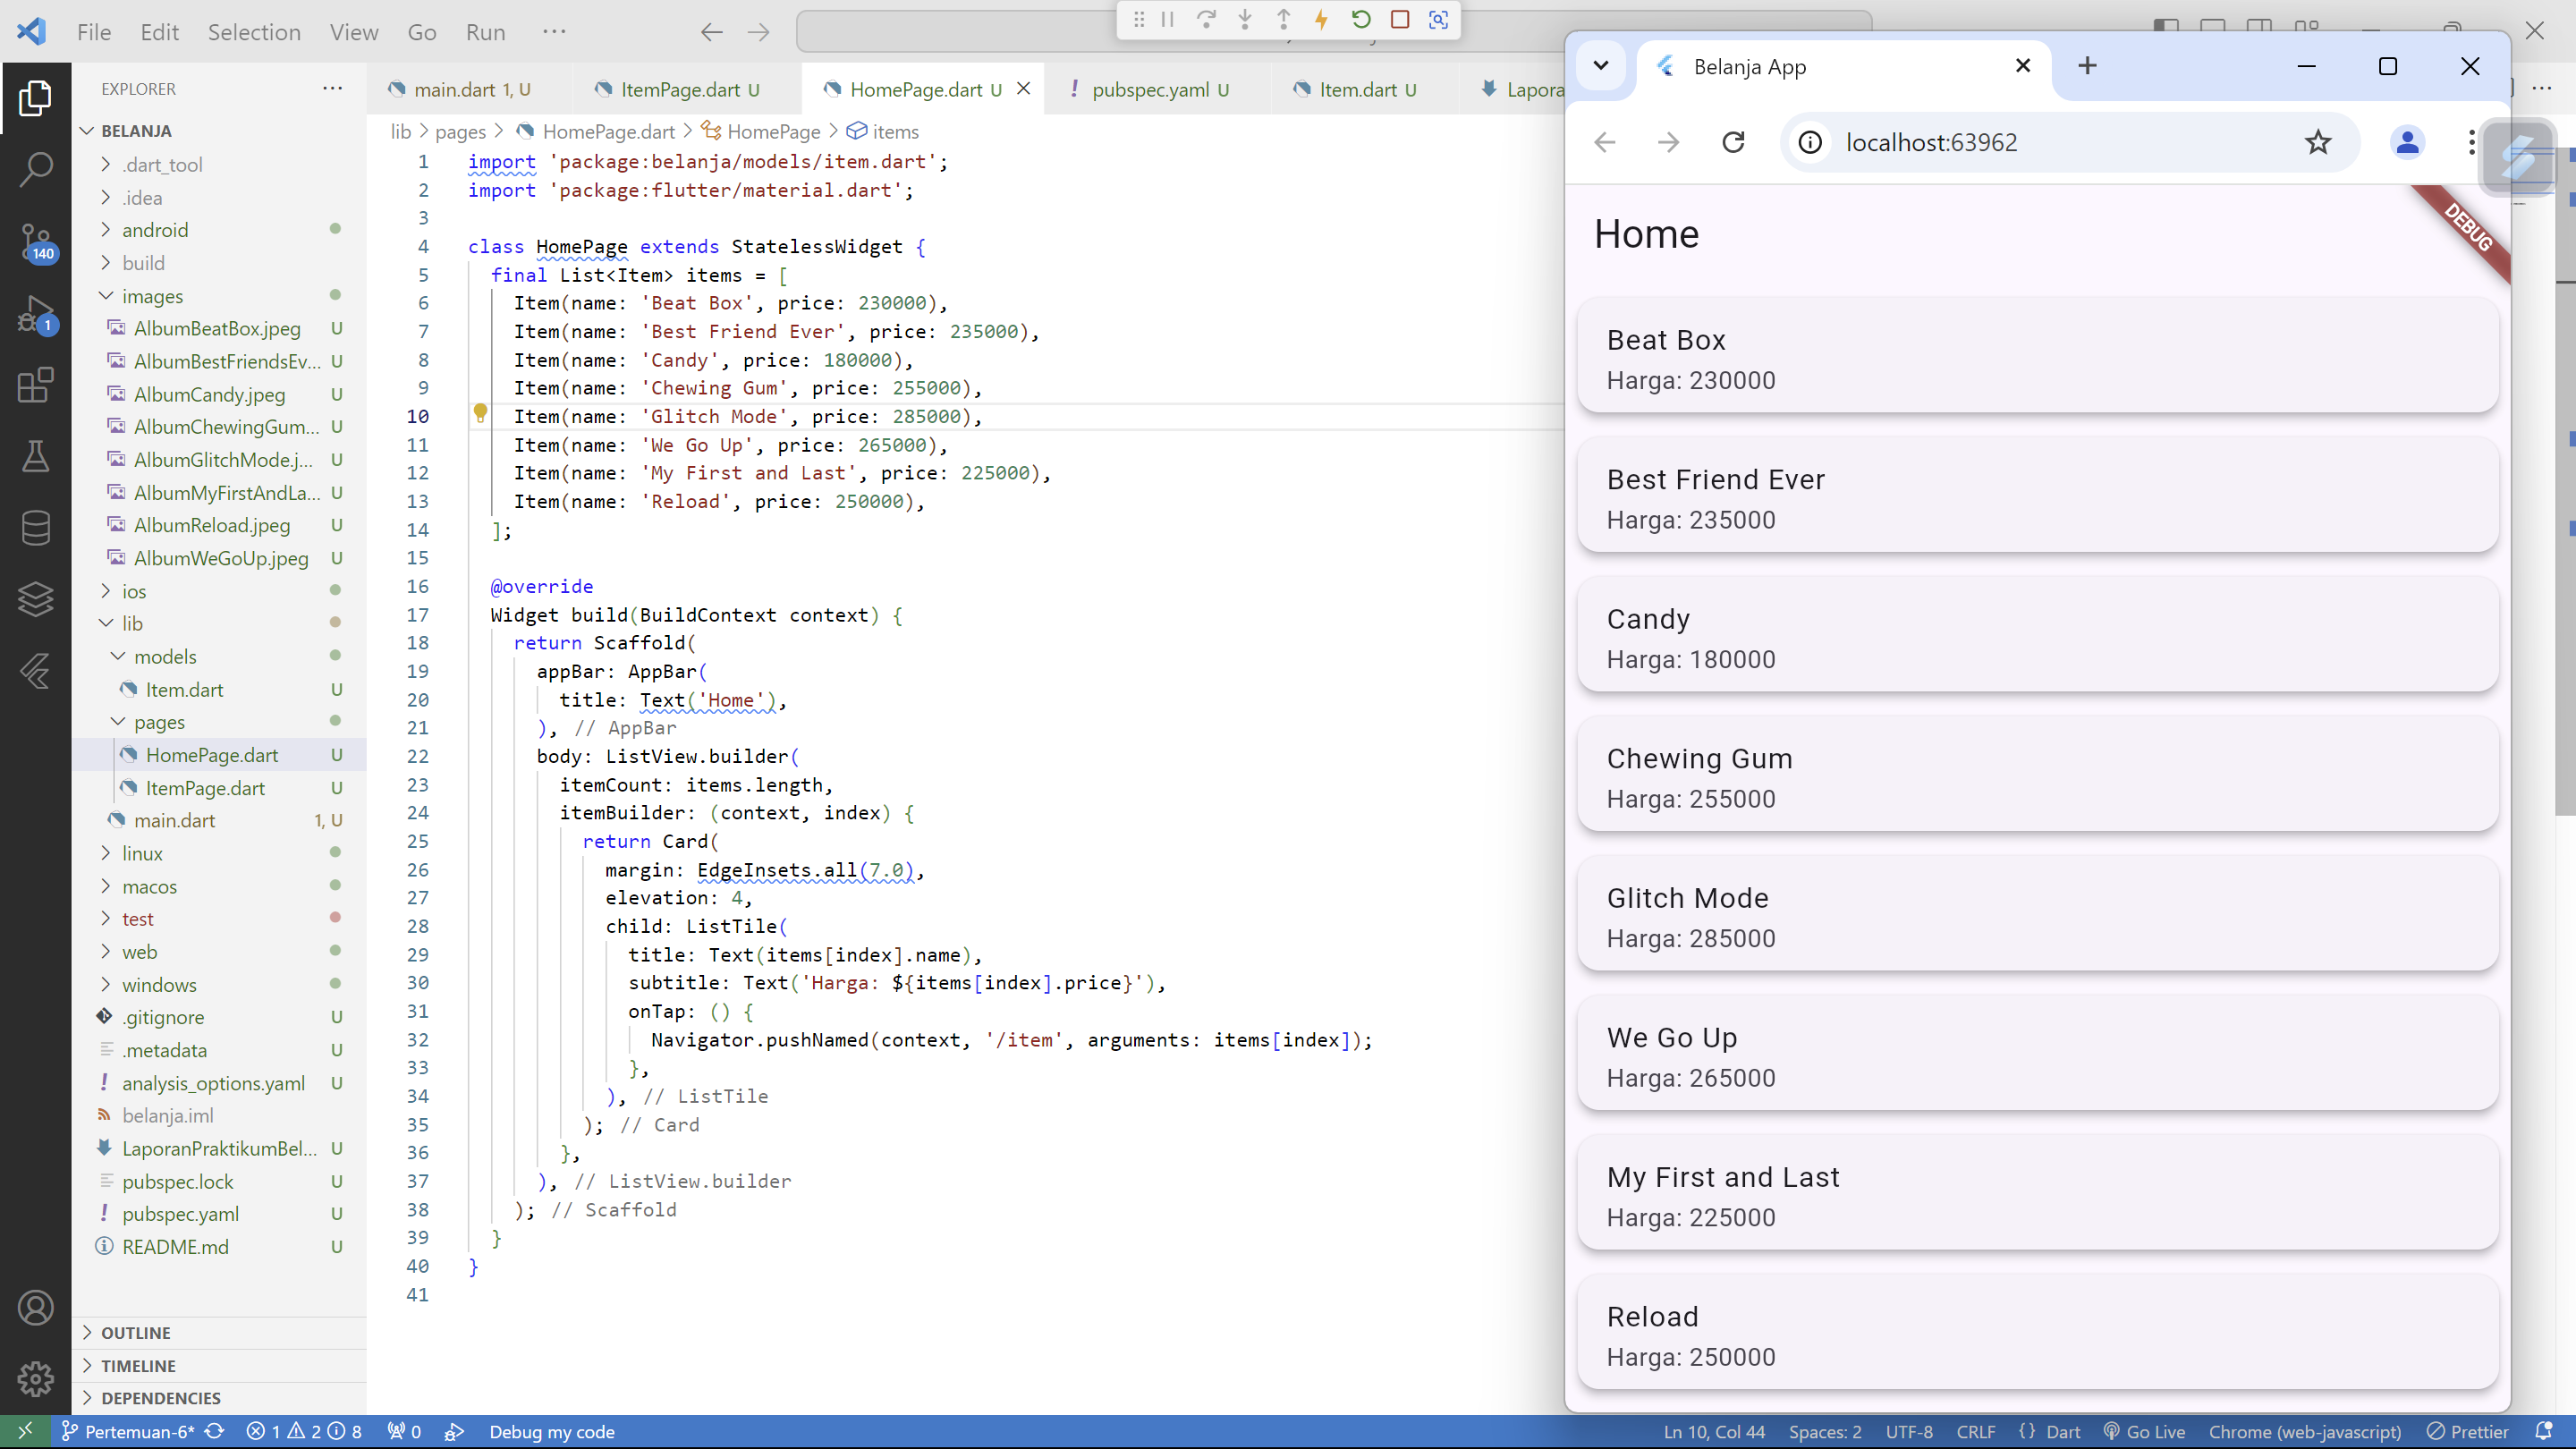 File Edit Selection View Go Run ···
EXPLORER ···
BELANJA
.dart_tool
.idea
android
build
images
AlbumBeatBox.jpeg U
AlbumBestFriendsEv... U
AlbumCandy.jpeg U
AlbumChewingGum... U
AlbumGlitchMode.j... U
AlbumMyFirstAndLa... U
AlbumReload.jpeg U
AlbumWeGoUp.jpeg U
ios
lib
models
Item.dart U
pages
HomePage.dart U
ItemPage.dart U
main.dart 1, U
linux
macos
test
web
windows
.gitignore U
.metadata U
analysis_options.yaml U
belanja.iml
LaporanPraktikumBel... U
pubspec.lock U
pubspec.yaml U
README.md U
OUTLINE
TIMELINE
DEPENDENCIES
140
1
main.dart 1, U ItemPage.dart U HomePage.dart U pubspec.yaml U Item.dart U Lapora
lib > pages > HomePage.dart > HomePage > items
1 import 'package:belanja/models/item.dart';
2 import 'package:flutter/material.dart';
3
4 class HomePage extends StatelessWidget {
5 final List<Item> items = [
6 Item(name: 'Beat Box', price: 230000),
7 Item(name: 'Best Friend Ever', price: 235000),
8 Item(name: 'Candy', price: 180000),
9 Item(name: 'Chewing Gum', price: 255000),
10 Item(name: 'Glitch Mode', price: 285000),
11 Item(name: 'We Go Up', price: 265000),
12 Item(name: 'My First and Last', price: 225000),
13 Item(name: 'Reload', price: 250000),
14 ];
15
16 @override
17 Widget build(BuildContext context) {
18 return Scaffold(
19 appBar: AppBar(
20 title: Text('Home'),
21 ), // AppBar
22 body: ListView.builder(
23 itemCount: items.length,
24 itemBuilder: (context, index) {
25 return Card(
26 margin: EdgeInsets.all(7.0),
27 elevation: 4,
28 child: ListTile(
29 title: Text(items[index].name),
30 subtitle: Text('Harga: ${items[index].price}'),
31 onTap: () {
32 Navigator.pushNamed(context, '/item', arguments: items[index]);
33 },
34 ), // ListTile
35 ); // Card
36 },
37 ), // ListView.builder
38 ); // Scaffold
39 }
40 }
41
Belanja App
localhost:63962
DEBUG
Home
Beat Box
Harga: 230000
Best Friend Ever
Harga: 235000
Candy
Harga: 180000
Chewing Gum
Harga: 255000
Glitch Mode
Harga: 285000
We Go Up
Harga: 265000
My First and Last
Harga: 225000
Reload
Harga: 250000
Pertemuan-6* 1 2 8 0 Debug my code Ln 10, Col 44 Spaces: 2 UTF-8 CRLF {} Dart Go Live Chrome (web-javascript) Prettier